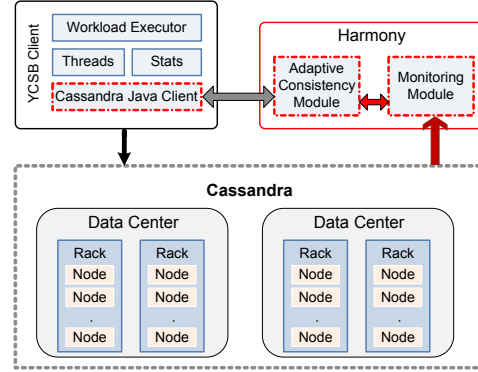 YCSB Client
Workload Executor
Threads
Stats
Cassandra Java Client
Harmony
Adaptive
Consistency
Module
Monitoring
Module
Cassandra
Data Center
Rack
Node
Node
.
Node
Rack
Node
Node
.
Node
Data Center
Rack
Node
Node
.
Node
Rack
Node
Node
.
Node